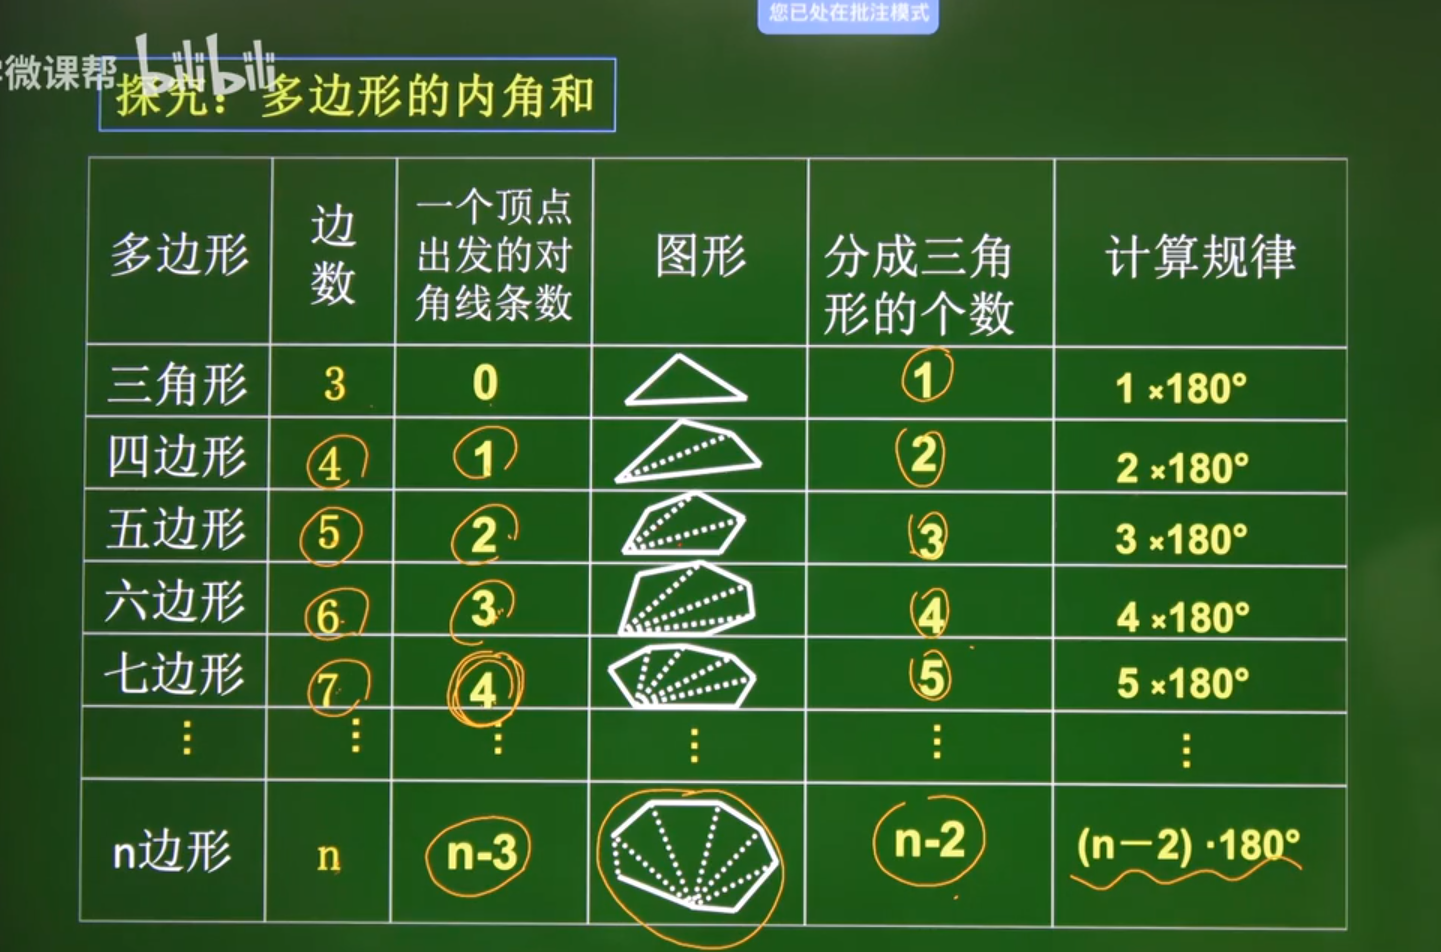 您已处在批注模式
微课帮
bilibili
探究：多边形的内角和
多边形 边数 一个顶点出发的对角线条数 图形 分成三角形的个数 计算规律
三角形 3 0 1 1 ×180°
四边形 4 1 2 2 ×180°
五边形 5 2 3 3 ×180°
六边形 6 3 4 4 ×180°
七边形 7 4 5 5 ×180°
⋮ ⋮ ⋮ ⋮ ⋮ ⋮
n边形 n n-3 n-2 (n－2) ·180°